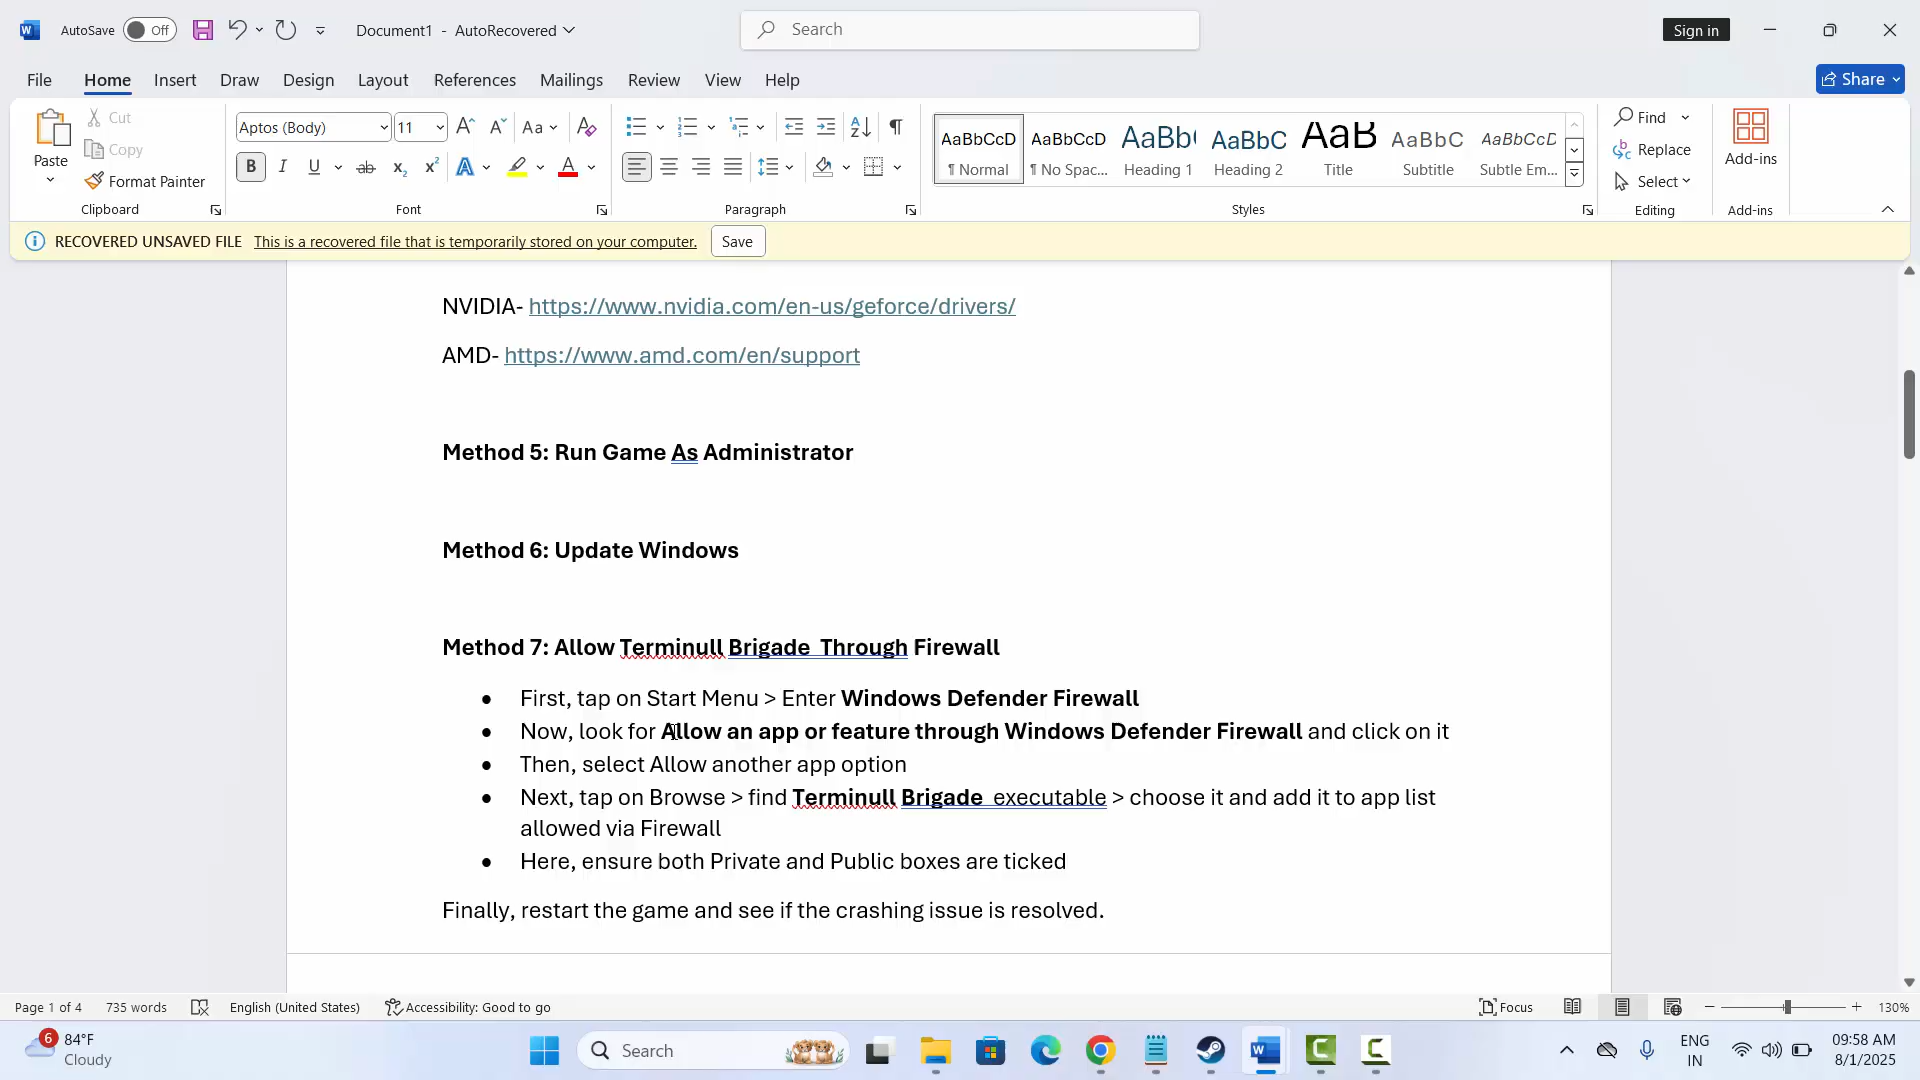 AutoSave Off Document1 - AutoRecovered Search Sign in
File Home Insert Draw Design Layout References Mailings Review View Help Share
Paste Cut Copy Format Painter Clipboard
Aptos (Body) 11 Aa
B I U ab x₂ x² A A Font
Paragraph
AaBbCcD AaBbCcD AaBb( AaBbC AaB AaBbC AaBbCcD
¶ Normal ¶ No Spac... Heading 1 Heading 2 Title Subtitle Subtle Em...
Styles
Find Replace Select Editing
Add-ins Add-ins
RECOVERED UNSAVED FILE This is a recovered file that is temporarily stored on your computer. Save
NVIDIA- https://www.nvidia.com/en-us/geforce/drivers/
AMD- https://www.amd.com/en/support
Method 5: Run Game As Administrator
Method 6: Update Windows
Method 7: Allow Terminull Brigade Through Firewall
• First, tap on Start Menu > Enter Windows Defender Firewall
• Now, look for Allow an app or feature through Windows Defender Firewall and click on it
• Then, select Allow another app option
• Next, tap on Browse > find Terminull Brigade executable > choose it and add it to app list
allowed via Firewall
• Here, ensure both Private and Public boxes are ticked
Finally, restart the game and see if the crashing issue is resolved.
Page 1 of 4 735 words English (United States) Accessibility: Good to go Focus 130%
6 84°F Cloudy Search ENG IN 09:58 AM 8/1/2025